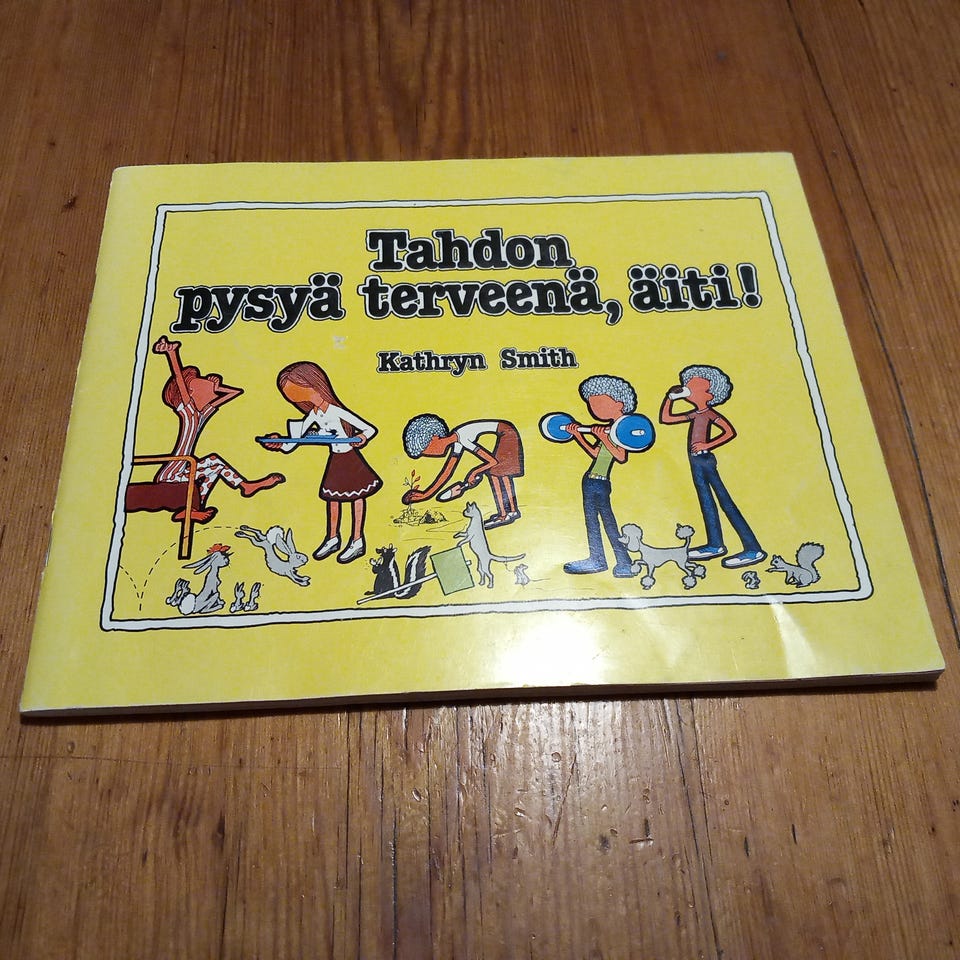 Tahdon
pysyä terveenä, äiti!
Kathryn Smith